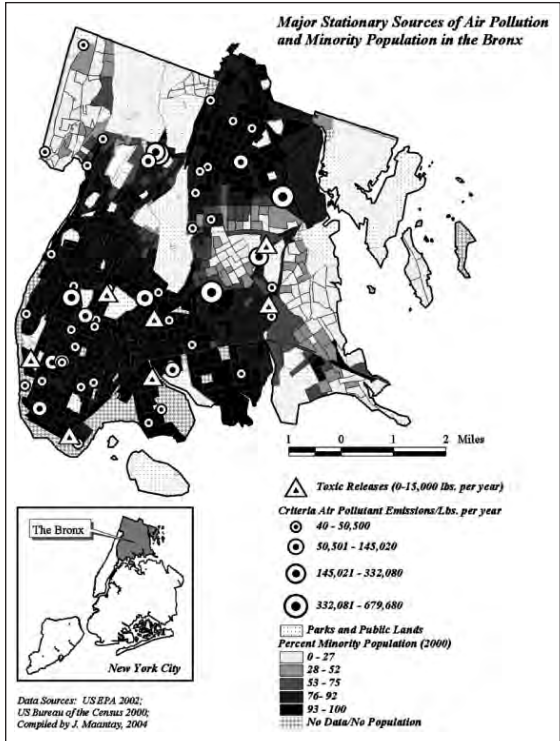 Major Stationary Sources of Air Pollution
and Minority Population in the Bronx
1 0 1 2 Miles
Toxic Releases (0-15,000 lbs. per year)
Criteria Air Pollutant Emissions/Lbs. per year
40 - 50,500
50,501 - 145,020
145,021 - 332,080
332,081 - 679,680
Parks and Public Lands
Percent Minority Population (2000)
0 - 27
28 - 52
53 - 75
76 - 92
93 - 100
No Data/No Population
The Bronx
New York City
Data Sources: US EPA 2002;
US Bureau of the Census 2000;
Compiled by J. Maantay, 2004